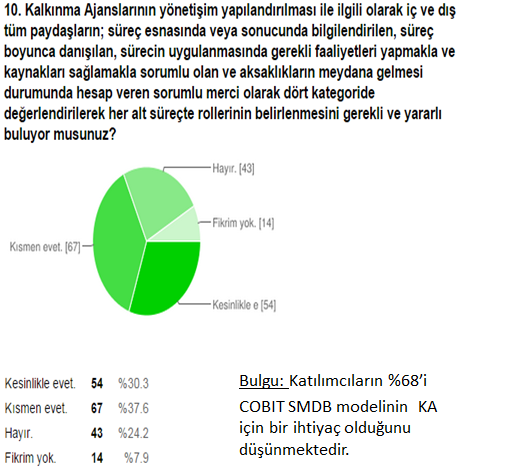 10. Kalkınma Ajanslarının yönetişim yapılandırılması ile ilgili olarak iç ve dış
tüm paydaşların; süreç esnasında veya sonucunda bilgilendirilen, süreç
boyunca danışılan, sürecin uygulanmasında gerekli faaliyetleri yapmakla ve
kaynakları sağlamakla sorumlu olan ve aksaklıkların meydana gelmesi
durumunda hesap veren sorumlu merci olarak dört kategoride
değerlendirilerek her alt süreçte rollerinin belirlenmesini gerekli ve yararlı
buluyor musunuz?
Hayır. [43]
Fikrim yok. [14]
Kısmen evet. [67]
Kesinlikle e [54]
Kesinlikle evet. 54 %30.3
Kısmen evet. 67 %37.6
Hayır. 43 %24.2
Fikrim yok. 14 %7.9
Bulgu: Katılımcıların %68’i
COBIT SMDB modelinin KA
için bir ihtiyaç olduğunu
düşünmektedir.